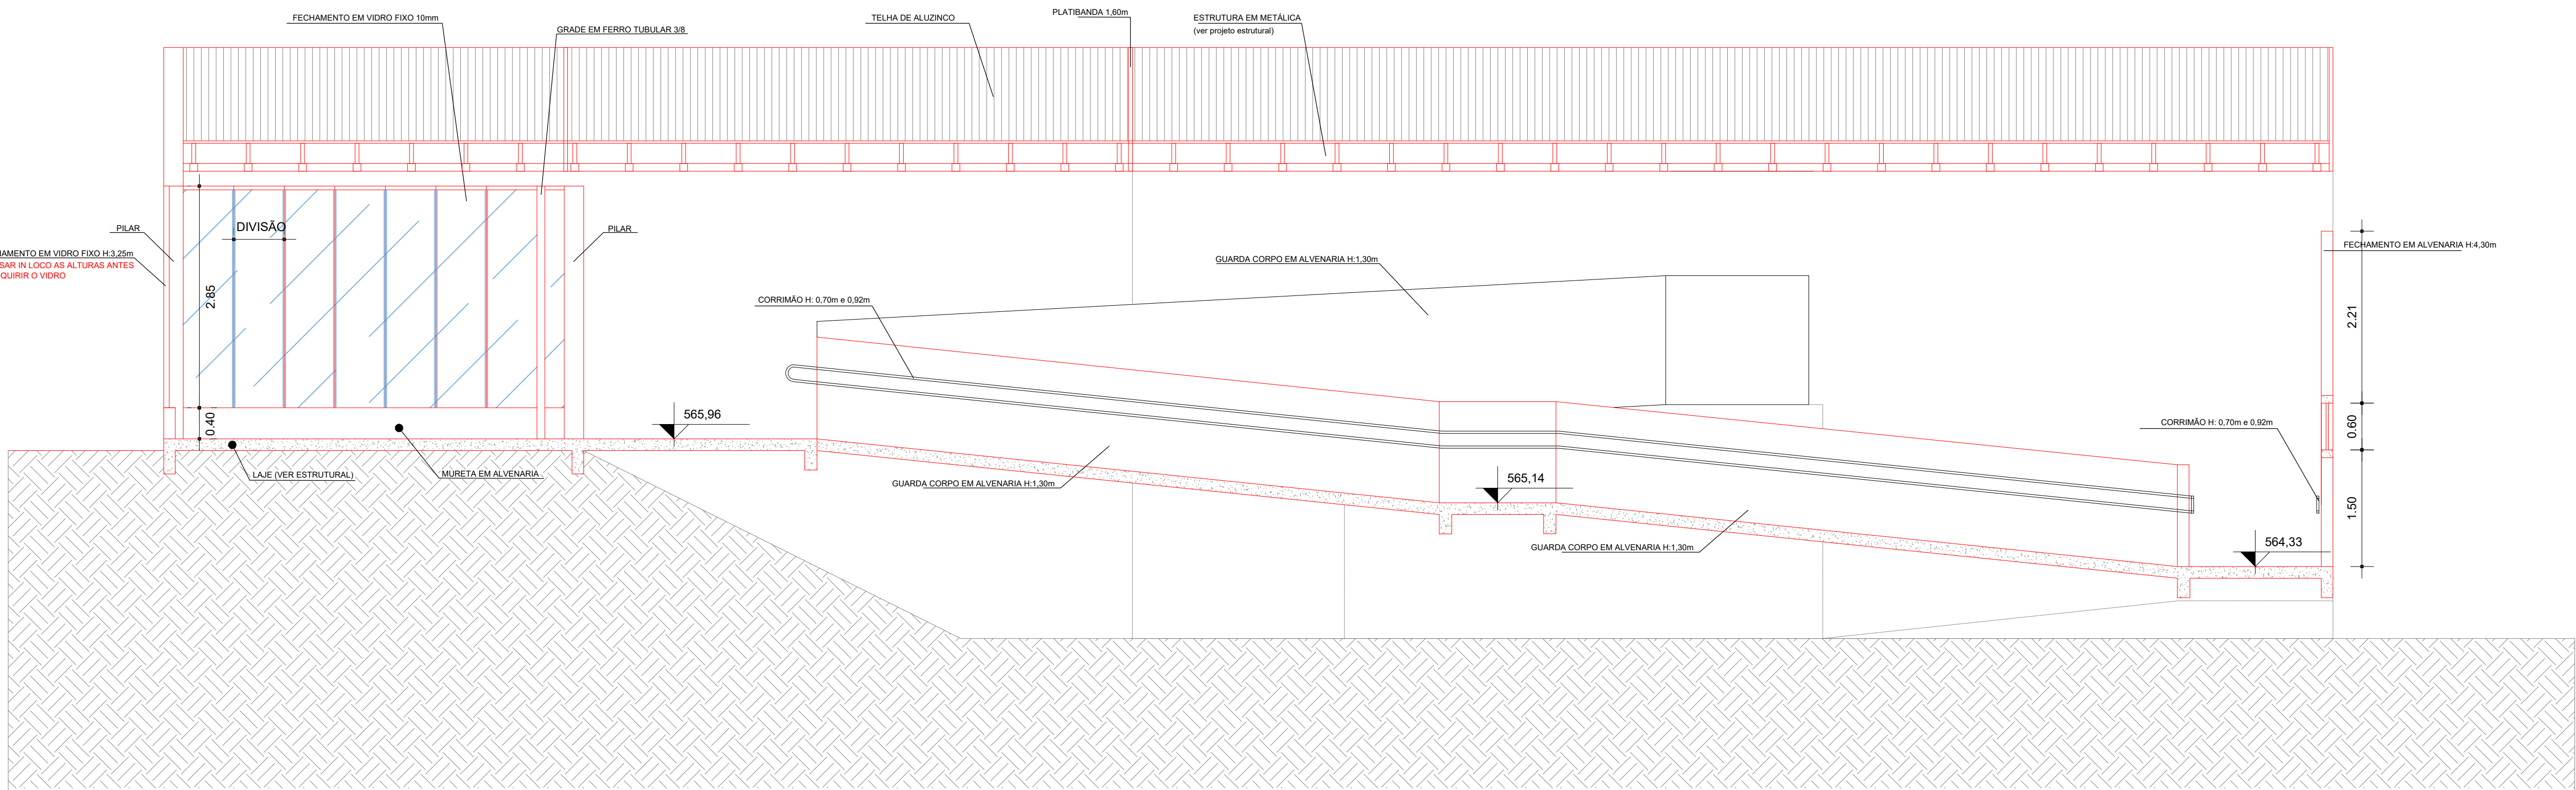 PLATIBANDA 1,60m
FECHAMENTO EM VIDRO FIXO 10mm
TELHA DE ALUZINCO
ESTRUTURA EM METÁLICA
(ver projeto estrutural)
GRADE EM FERRO TUBULAR 3/8
PILAR
DIVISÃO
PILAR
AMENTO EM VIDRO FIXO H:3,25m
SAR IN LOCO AS ALTURAS ANTES
QUIRIR O VIDRO
FECHAMENTO EM ALVENARIA H:4,30m
GUARDA CORPO EM ALVENARIA H:1,30m
2.85
CORRIMÃO H: 0,70m e 0,92m
2.21
0.40
565,96
0.60
CORRIMÃO H: 0,70m e 0,92m
LAJE (VER ESTRUTURAL)
MURETA EM ALVENARIA
GUARDA CORPO EM ALVENARIA H:1,30m
565,14
1.50
GUARDA CORPO EM ALVENARIA H:1,30m
564,33